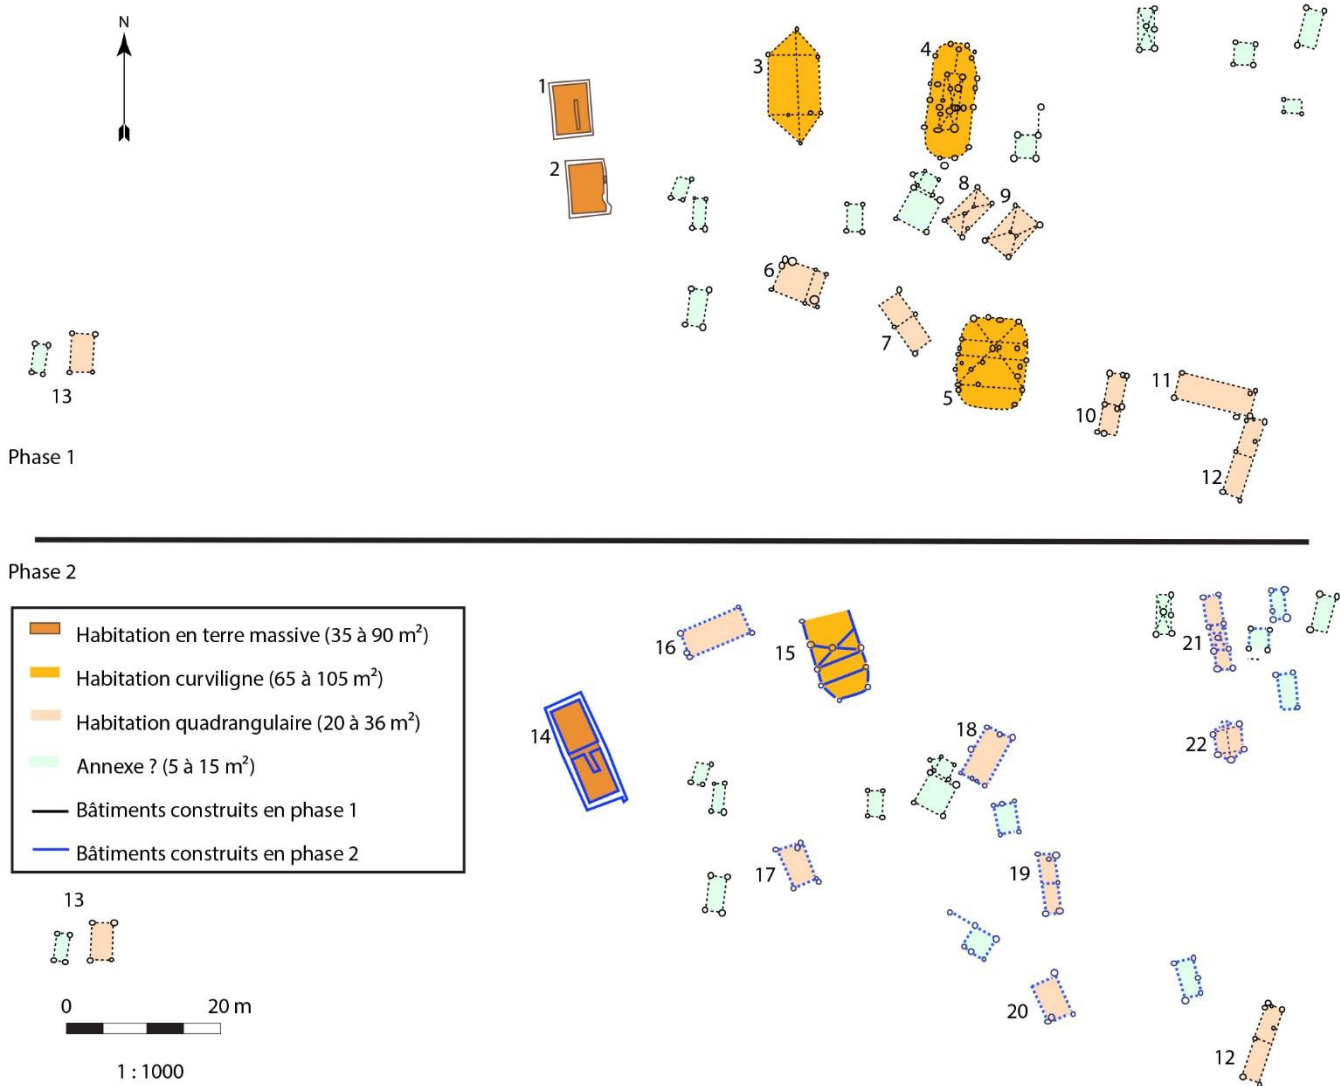 N
1
2
3
4
5
6
7
8
9
10
11
12
13
Phase 1
Phase 2
Habitation en terre massive (35 à 90 m²)
Habitation curviligne (65 à 105 m²)
Habitation quadrangulaire (20 à 36 m²)
Annexe ? (5 à 15 m²)
Bâtiments construits en phase 1
Bâtiments construits en phase 2
16
15
14
17
18
19
20
21
22
12
13
0 20 m
1 : 1000